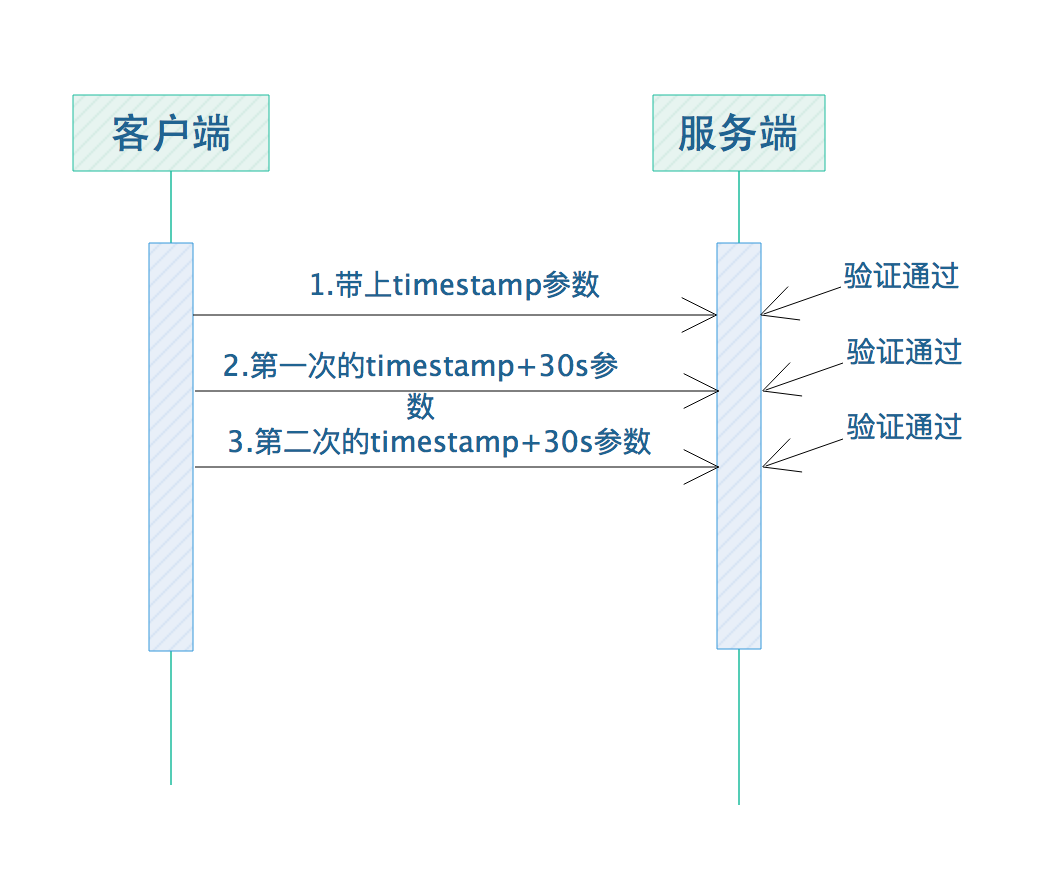 客户端
服务端
1.带上timestamp参数
验证通过
2.第一次的timestamp+30s参
数
验证通过
3.第二次的timestamp+30s参数
验证通过